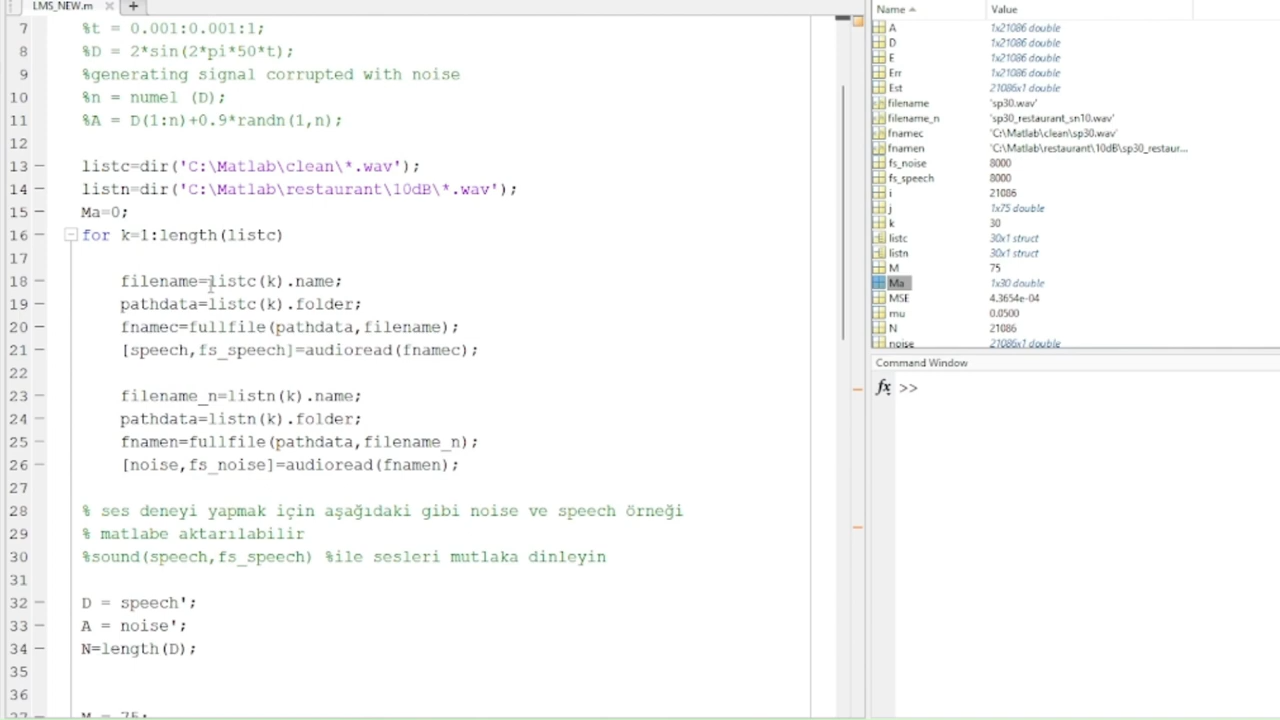 LMS_NEW.m
7 %t = 0.001:0.001:1;
8 %D = 2*sin(2*pi*50*t);
9 %generating signal corrupted with noise
10 %n = numel (D);
11 %A = D(1:n)+0.9*randn(1,n);
12
13 listc=dir('C:\Matlab\clean\*.wav');
14 listn=dir('C:\Matlab\restaurant\10dB\*.wav');
15 Ma=0;
16 for k=1:length(listc)
17
18 filename=listc(k).name;
19 pathdata=listc(k).folder;
20 fnamec=fullfile(pathdata,filename);
21 [speech,fs_speech]=audioread(fnamec);
22
23 filename_n=listn(k).name;
24 pathdata=listn(k).folder;
25 fnamen=fullfile(pathdata,filename_n);
26 [noise,fs_noise]=audioread(fnamen);
27
28 % ses deneyi yapmak için aşağıdaki gibi noise ve speech örneği
29 % matlabe aktarılabilir
30 %sound(speech,fs_speech) %ile sesleri mutlaka dinleyin
31
32 D = speech';
33 A = noise';
34 N=length(D);
35
36
37 M = 75;
Name Value
A 1x21086 double
D 1x21086 double
E 1x21086 double
Err 1x21086 double
Est 21086x1 double
filename 'sp30.wav'
filename_n 'sp30_restaurant_sn10.wav'
fnamec 'C:\Matlab\clean\sp30.wav'
fnamen 'C:\Matlab\restaurant\10dB\sp30_restaur...
fs_noise 8000
fs_speech 8000
i 21086
j 1x75 double
k 30
listc 30x1 struct
listn 30x1 struct
M 75
Ma 1x30 double
MSE 4.3654e-04
mu 0.0500
N 21086
noise 21086x1 double
Command Window
fx >>